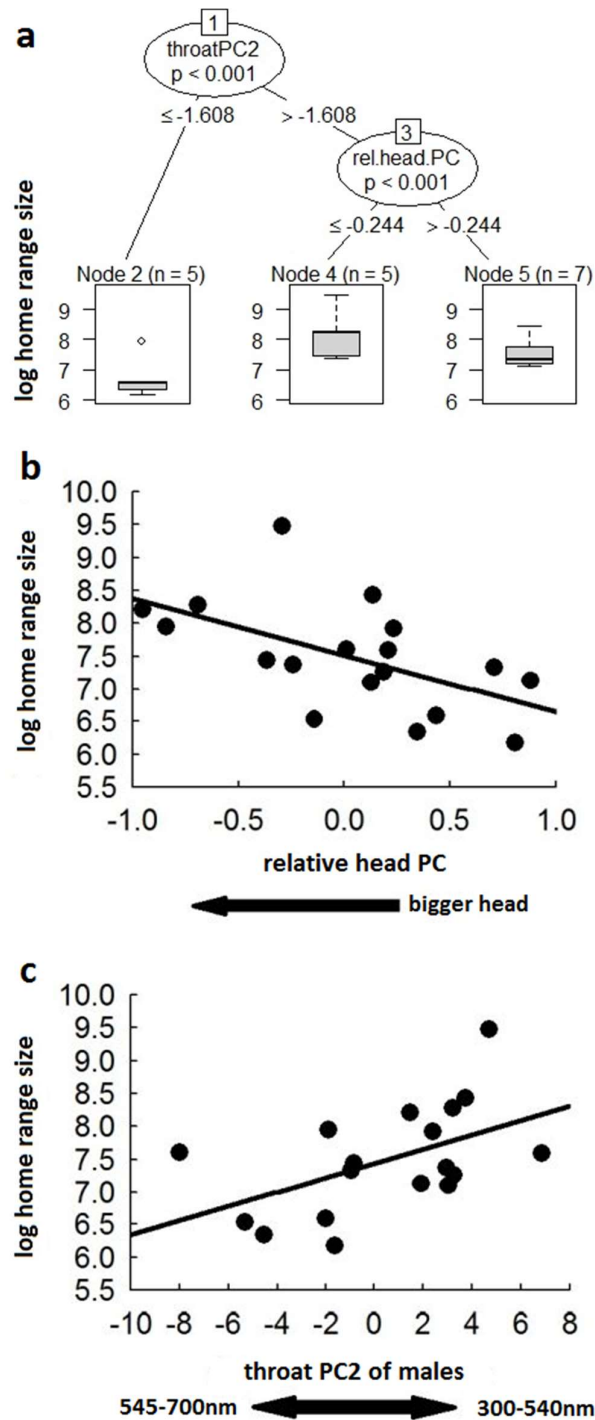 a
1
throatPC2
p < 0.001
≤ -1.608
> -1.608
3
rel.head.PC
p < 0.001
≤ -0.244
> -0.244
log home range size
Node 2 (n = 5)
9
8
7
6
Node 4 (n = 5)
9
8
7
6
Node 5 (n = 7)
9
8
7
6
b
log home range size
10.0
9.5
9.0
8.5
8.0
7.5
7.0
6.5
6.0
5.5
-1.0 -0.5 0.0 0.5 1.0
relative head PC
bigger head
c
log home range size
10.0
9.5
9.0
8.5
8.0
7.5
7.0
6.5
6.0
5.5
-10 -8 -6 -4 -2 0 2 4 6 8
throat PC2 of males
545-700nm 300-540nm